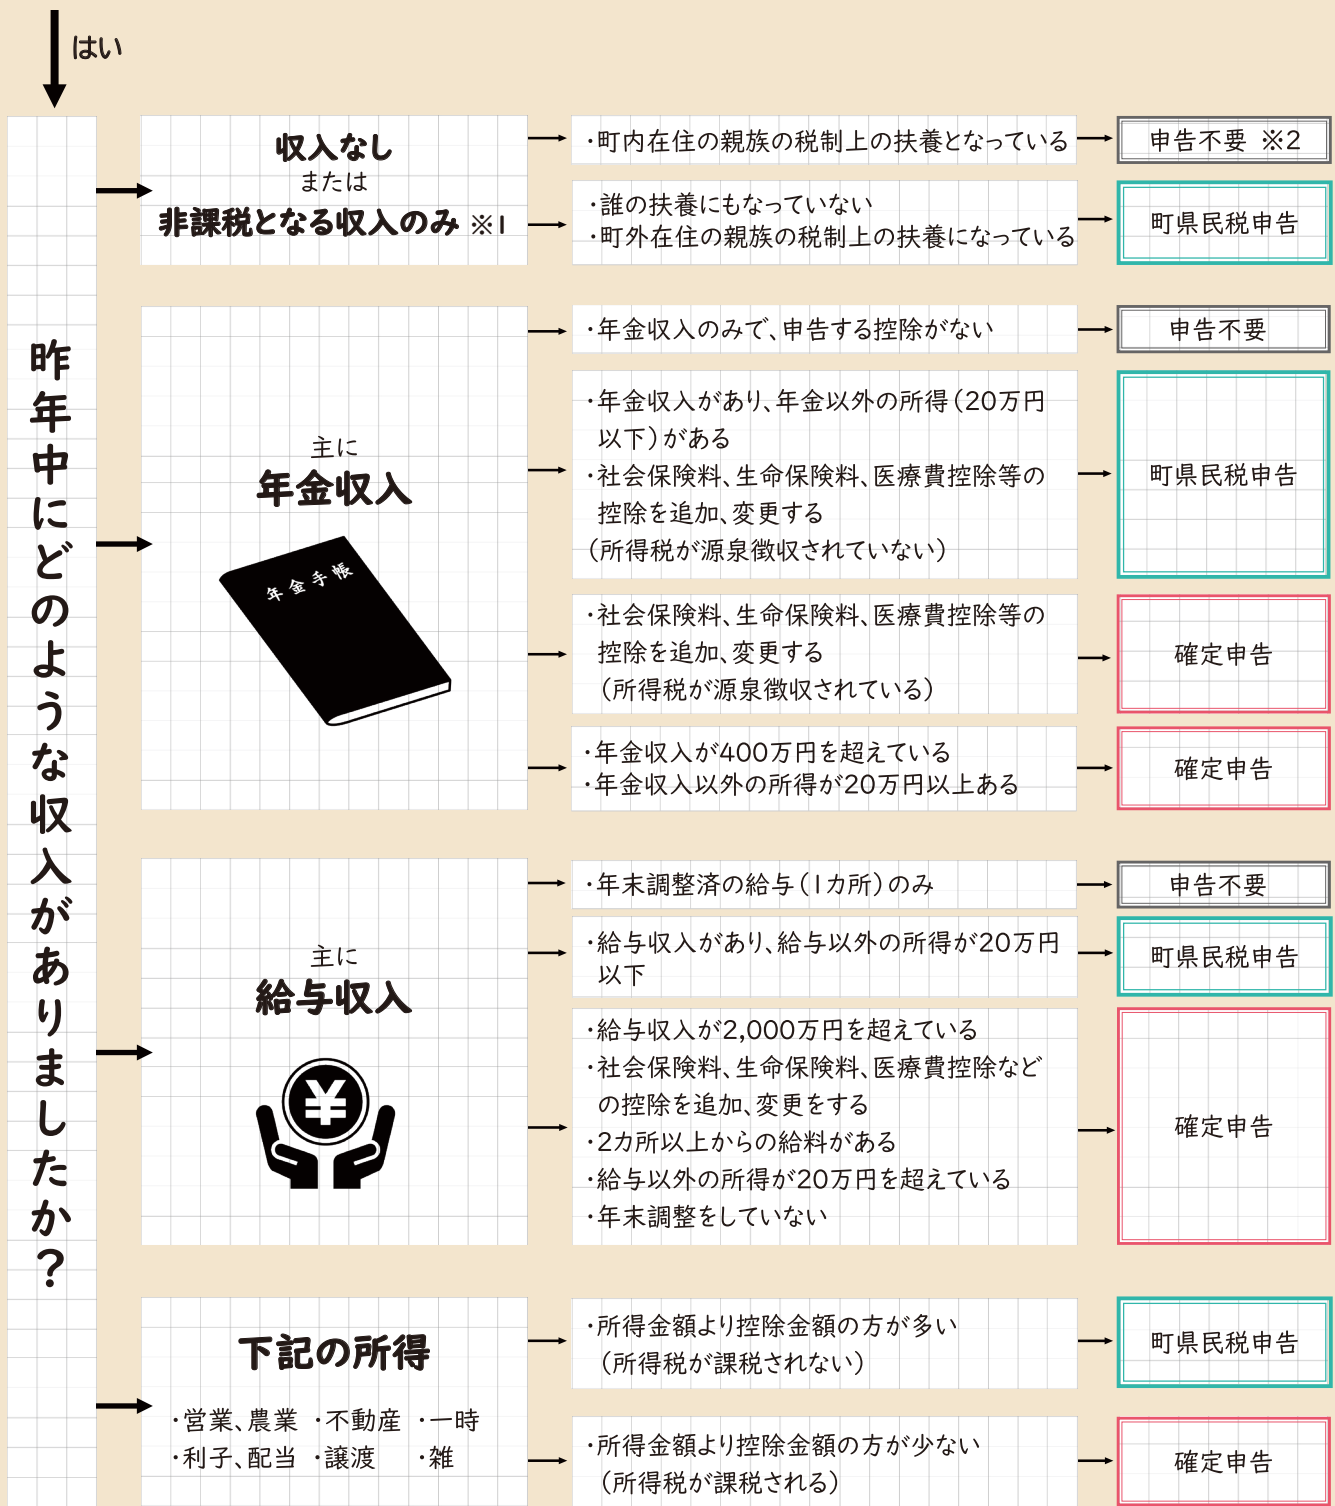 はい
昨年中にどのような収入がありましたか?
収入なし
または
非課税となる収入のみ ※1
・町内在住の親族の税制上の扶養となっている
申告不要 ※2
・誰の扶養にもなっていない
・町外在住の親族の税制上の扶養になっている
町県民税申告
主に
年金収入
年金手帳
・年金収入のみで、申告する控除がない
申告不要
・年金収入があり、年金以外の所得(20万円
以下)がある
・社会保険料、生命保険料、医療費控除等の
控除を追加、変更する
(所得税が源泉徴収されていない)
町県民税申告
・社会保険料、生命保険料、医療費控除等の
控除を追加、変更する
(所得税が源泉徴収されている)
確定申告
・年金収入が400万円を超えている
・年金収入以外の所得が20万円以上ある
確定申告
主に
給与収入
¥
・年末調整済の給与(1カ所)のみ
申告不要
・給与収入があり、給与以外の所得が20万円
以下
町県民税申告
・給与収入が2,000万円を超えている
・社会保険料、生命保険料、医療費控除など
の控除を追加、変更をする
・2カ所以上からの給料がある
・給与以外の所得が20万円を超えている
・年末調整をしていない
確定申告
下記の所得
・営業、農業 ・不動産 ・一時
・利子、配当 ・譲渡 ・雑
・所得金額より控除金額の方が多い
(所得税が課税されない)
町県民税申告
・所得金額より控除金額の方が少ない
(所得税が課税される)
確定申告